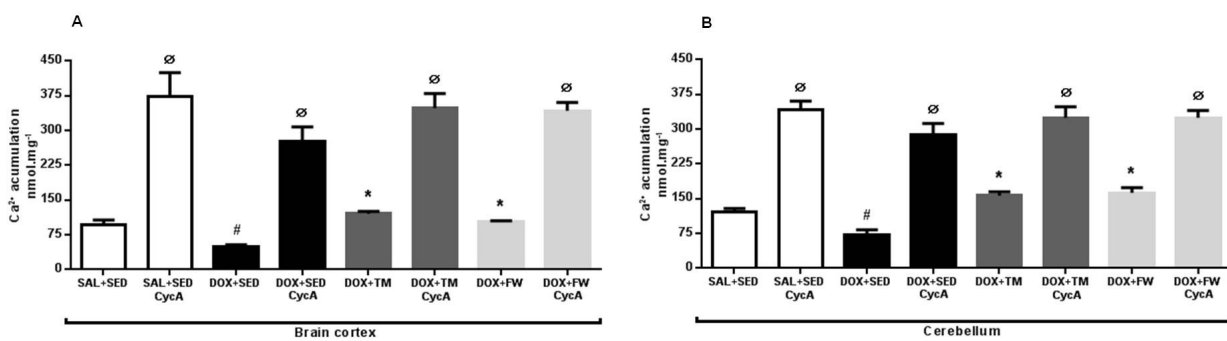 A
Ca²⁺ acumulation
nmol.mg⁻¹
450
375
300
225
150
75
0
∅
#
∅
*
∅
*
∅
SAL+SED
SAL+SED
CycA
DOX+SED
DOX+SED
CycA
DOX+TM
DOX+TM
CycA
DOX+FW
DOX+FW
CycA
Brain cortex
B
Ca²⁺ acumulation
nmol.mg⁻¹
450
375
300
225
150
75
0
∅
#
∅
*
∅
*
∅
SAL+SED
SAL+SED
CycA
DOX+SED
DOX+SED
CycA
DOX+TM
DOX+TM
CycA
DOX+FW
DOX+FW
CycA
Cerebellum